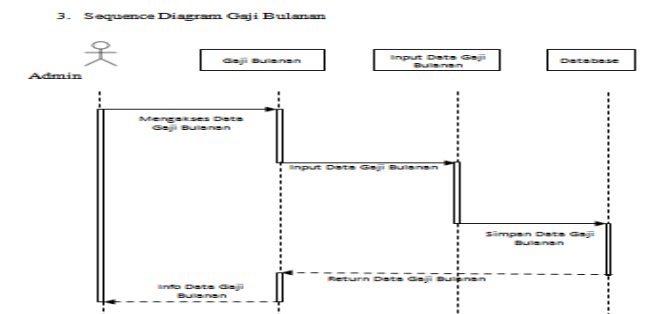 3. Sequence Diagram Gaji Bulanan
Admin
Gaji Bulanan
Input Data Gaji
Bulanan
Database
Mengakses Data
Gaji Bulanan
Input Data Gaji Bulanan
Simpan Data Gaji
Bulanan
Return Data Gaji Bulanan
Info Data Gaji
Bulanan